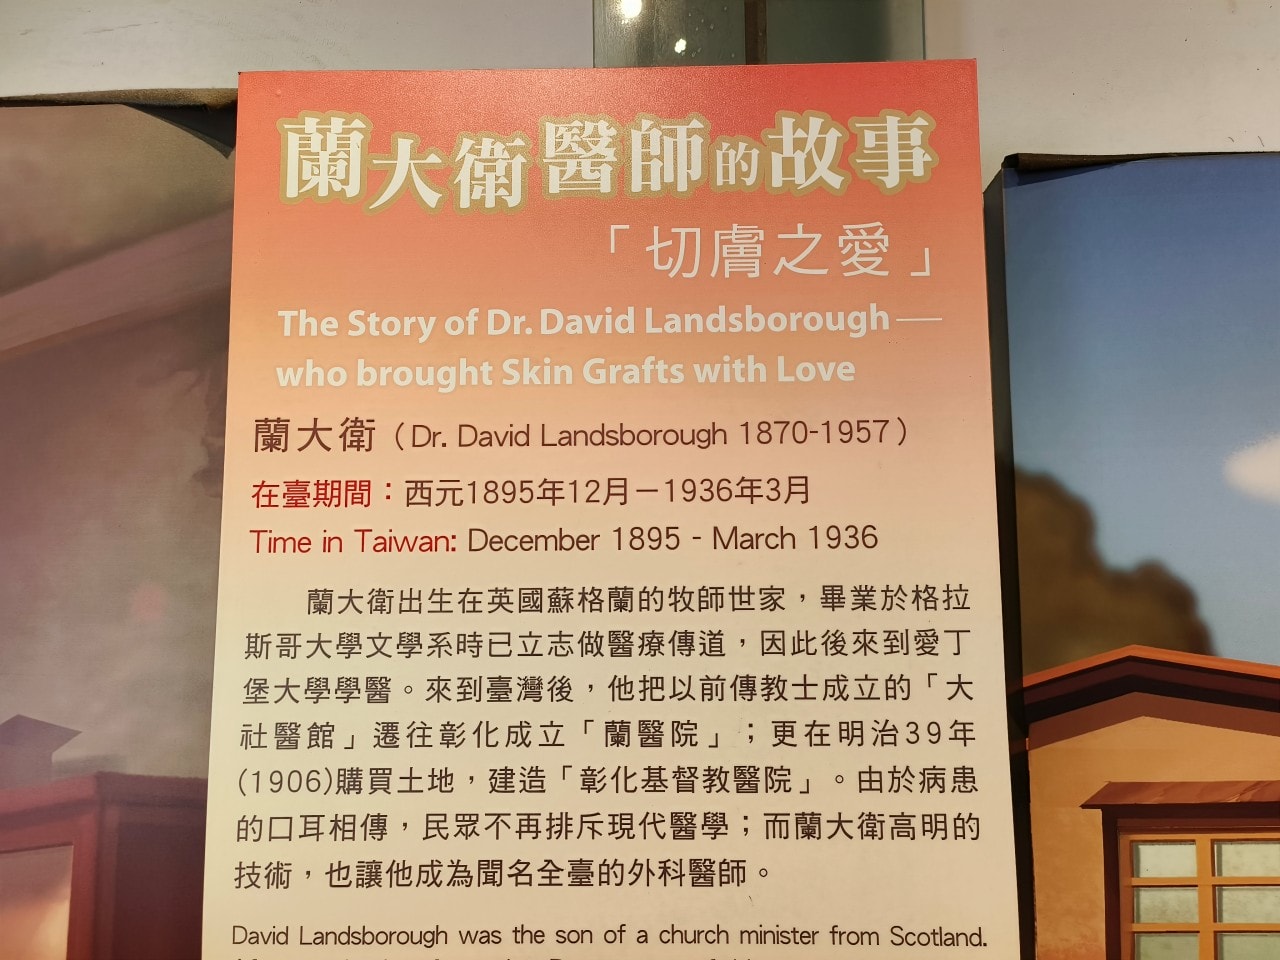 蘭大衛醫師的故事
「切膚之愛」
The Story of Dr. David Landsborough —
who brought Skin Grafts with Love
蘭大衛（Dr. David Landsborough 1870-1957）
在臺期間：西元1895年12月－1936年3月
Time in Taiwan: December 1895 - March 1936
蘭大衛出生在英國蘇格蘭的牧師世家，畢業於格拉
斯哥大學文學系時已立志做醫療傳道，因此後來到愛丁
堡大學學醫。來到臺灣後，他把以前傳教士成立的「大
社醫館」遷往彰化成立「蘭醫院」；更在明治39年
(1906)購買土地，建造「彰化基督教醫院」。由於病患
的口耳相傳，民眾不再排斥現代醫學；而蘭大衛高明的
技術，也讓他成為聞名全臺的外科醫師。
David Landsborough was the son of a church minister from Scotland.